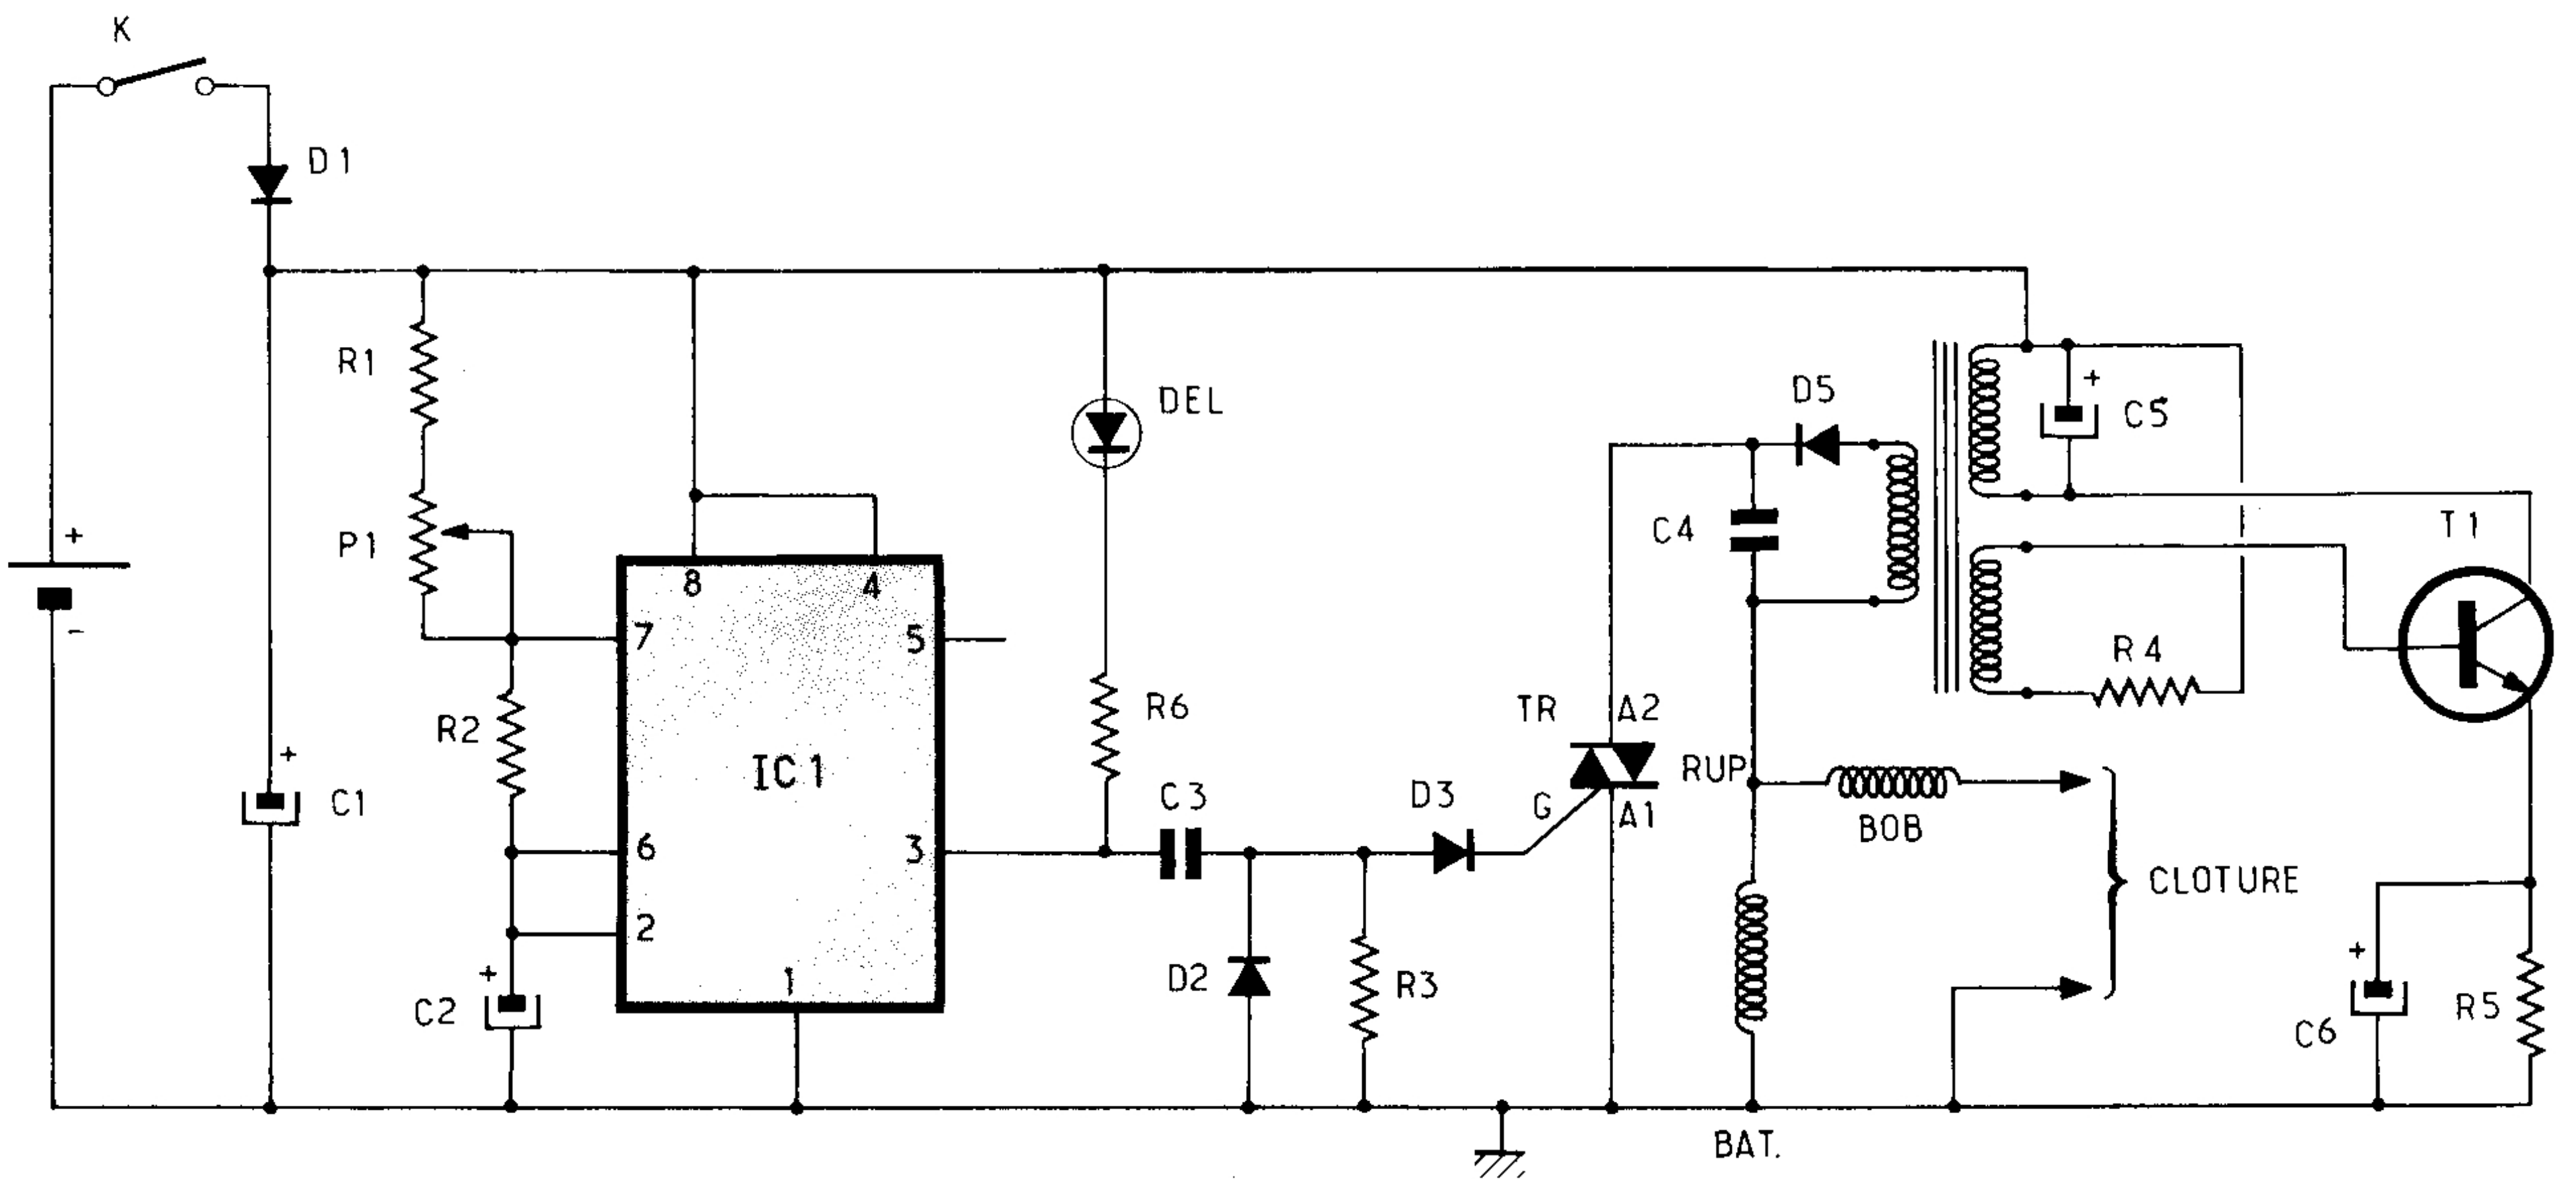 K
D1
R1
DEL
D5
+
C5
P1
+
C4
T1
8
4
-
7
5
R4
R2
R6
TR
A2
+
IC1
RUP
C1
C3
D3
G
A1
BOB
6
3
CLOTURE
2
+
+
1
D2
R3
C2
C6
R5
BAT.